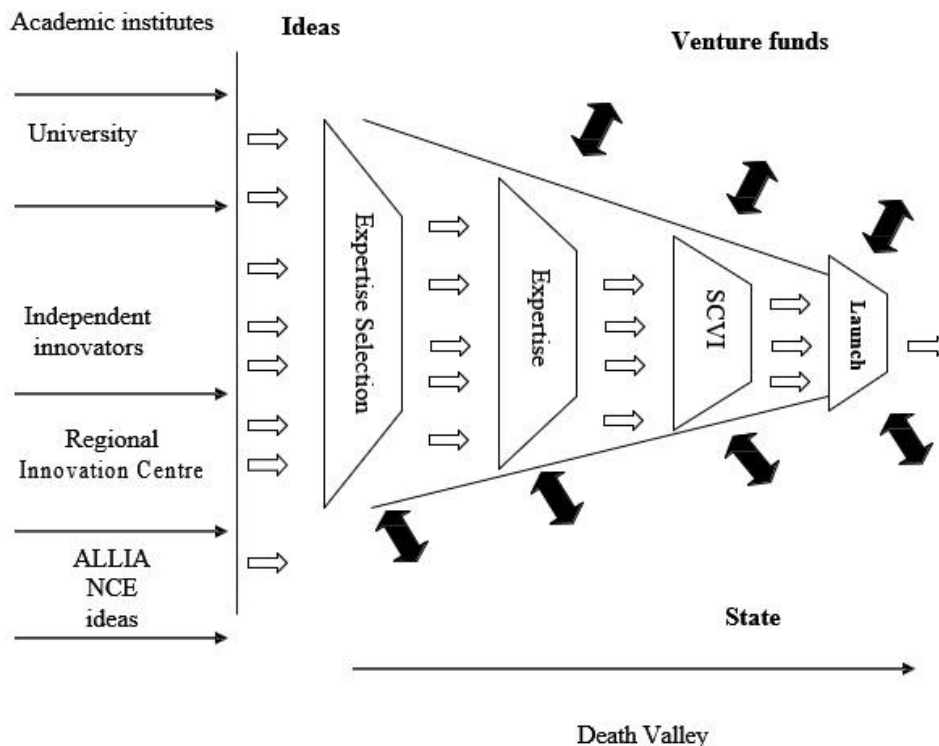 Academic institutes
Ideas
Venture funds
University
Independent
innovators
Regional
Innovation Centre
ALLIA
NCE
ideas
Expertise Selection
Expertise
SCVI
Launch
State
Death Valley